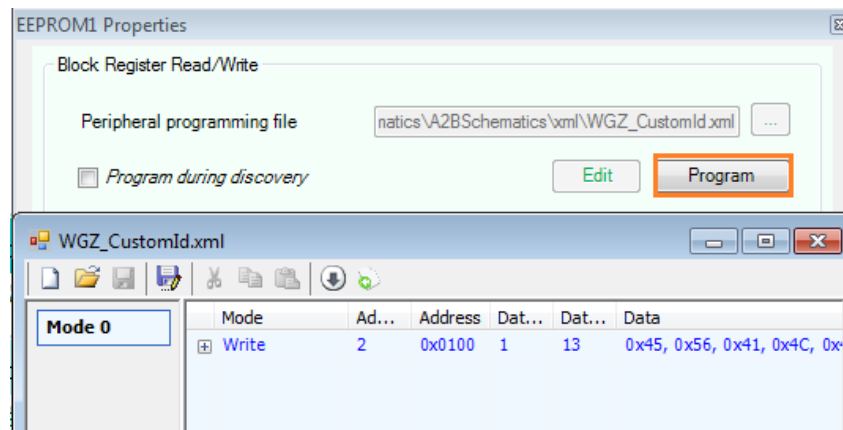 EEPROM1 Properties
Block Register Read/Write
Peripheral programming file natics\A2BSchematics\xml\WGZ_CustomId.xml ...
Program during discovery Edit Program
WGZ_CustomId.xml
Mode 0
Mode Ad... Address Dat... Dat... Data
Write 2 0x0100 1 13 0x45, 0x56, 0x41, 0x4C, 0x